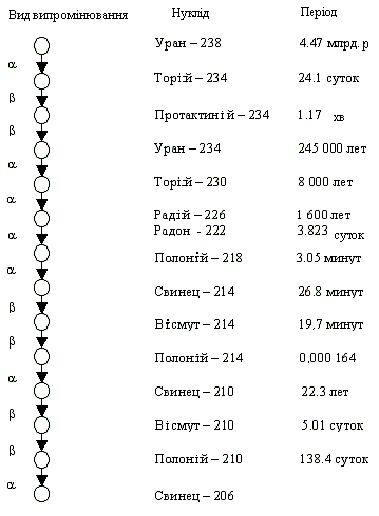 Вид випромінювання Нуклід Період
Уран – 238 4.47 млрд. р
α
Торій – 234 24.1 суток
β
Протактиній – 234 1.17 хв
β
Уран – 234 245 000 лет
α
Торій – 230 8 000 лет
α
Радій – 226 1 600 лет
Радон - 222 3.823 суток
α
Полоній – 218 3.05 минут
α
Свинец – 214 26.8 минут
β
Вісмут – 214 19,7 минут
β
Полоній – 214 0,000 164
α
Свинец – 210 22.3 лет
β
Вісмут – 210 5.01 суток
β
Полоній – 210 138.4 суток
α
Свинец – 206